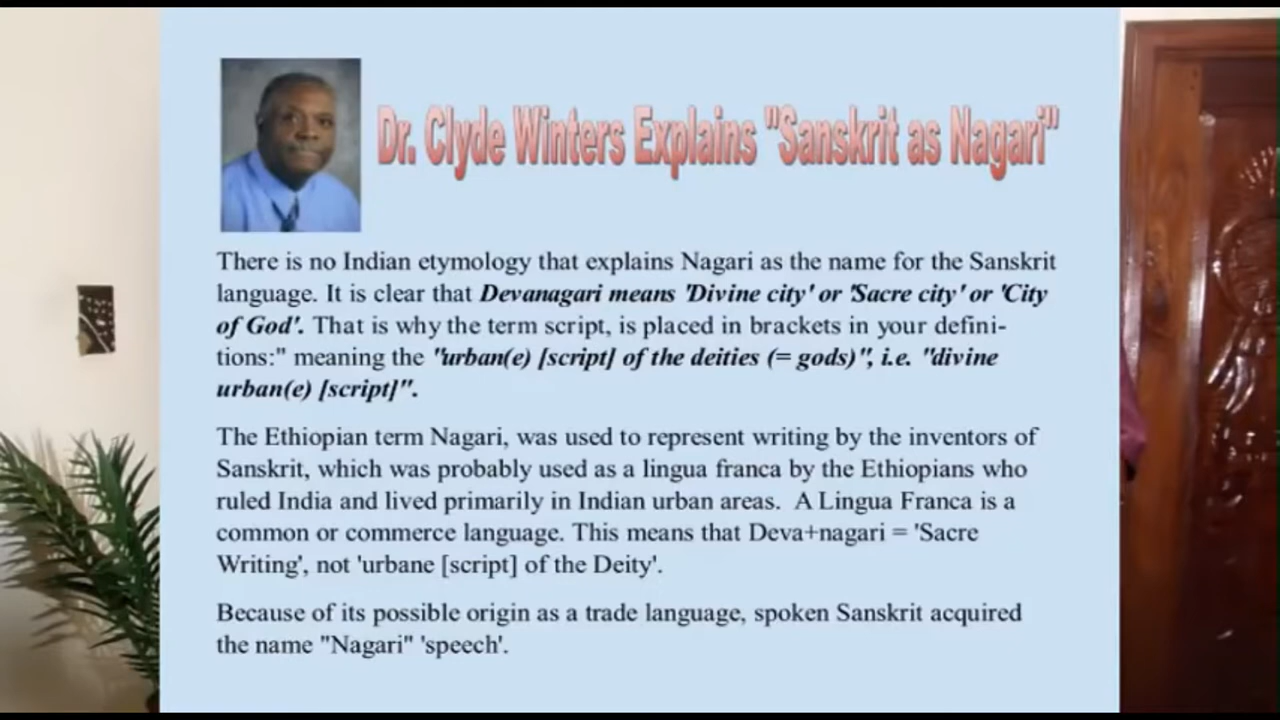 Dr. Clyde Winters Explains "Sanskrit as Nagari"
There is no Indian etymology that explains Nagari as the name for the Sanskrit
language. It is clear that Devanagari means 'Divine city' or 'Sacre city' or 'City
of God'. That is why the term script, is placed in brackets in your defini-
tions:" meaning the "urban(e) [script] of the deities (= gods)", i.e. "divine
urban(e) [script]".
The Ethiopian term Nagari, was used to represent writing by the inventors of
Sanskrit, which was probably used as a lingua franca by the Ethiopians who
ruled India and lived primarily in Indian urban areas. A Lingua Franca is a
common or commerce language. This means that Deva+nagari = 'Sacre
Writing', not 'urbane [script] of the Deity'.
Because of its possible origin as a trade language, spoken Sanskrit acquired
the name "Nagari" 'speech'.